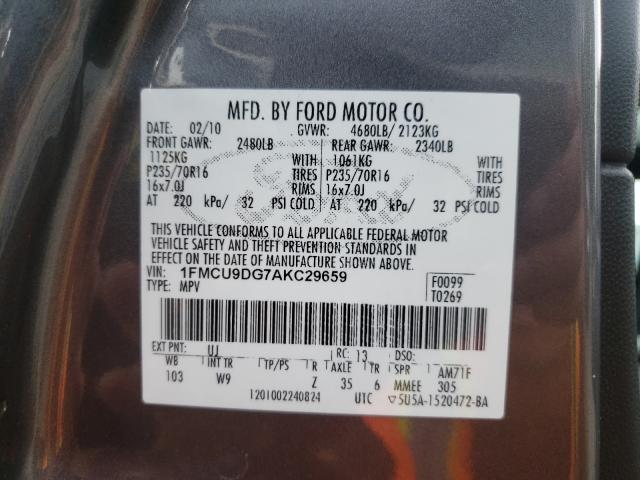 MFD. BY FORD MOTOR CO.
DATE: 02/10 GVWR: 4680LB/ 2123KG
FRONT GAWR: 2480LB REAR GAWR: 2340LB
1125KG WITH 1061KG WITH
P235/70R16 TIRES P235/70R16 TIRES
16x7.0J RIMS 16x7.0J RIMS
AT 220 kPa/ 32 PSI COLD AT 220 kPa/ 32 PSI COLD
THIS VEHICLE CONFORMS TO ALL APPLICABLE FEDERAL MOTOR
VEHICLE SAFETY AND THEFT PREVENTION STANDARDS IN
EFFECT ON THE DATE OF MANUFACTURE SHOWN ABOVE.
VIN: 1FMCU9DG7AKC29659 F0099
TYPE: MPV T0269
EXT PNT: UJ RC: 13 DSO:
WB INT TR TP/PS R AXLE TR SPR AM71F
103 W9 Z 35 6 MMEE 305
1201002240824 UTC ▽5U5A-1520472-BA